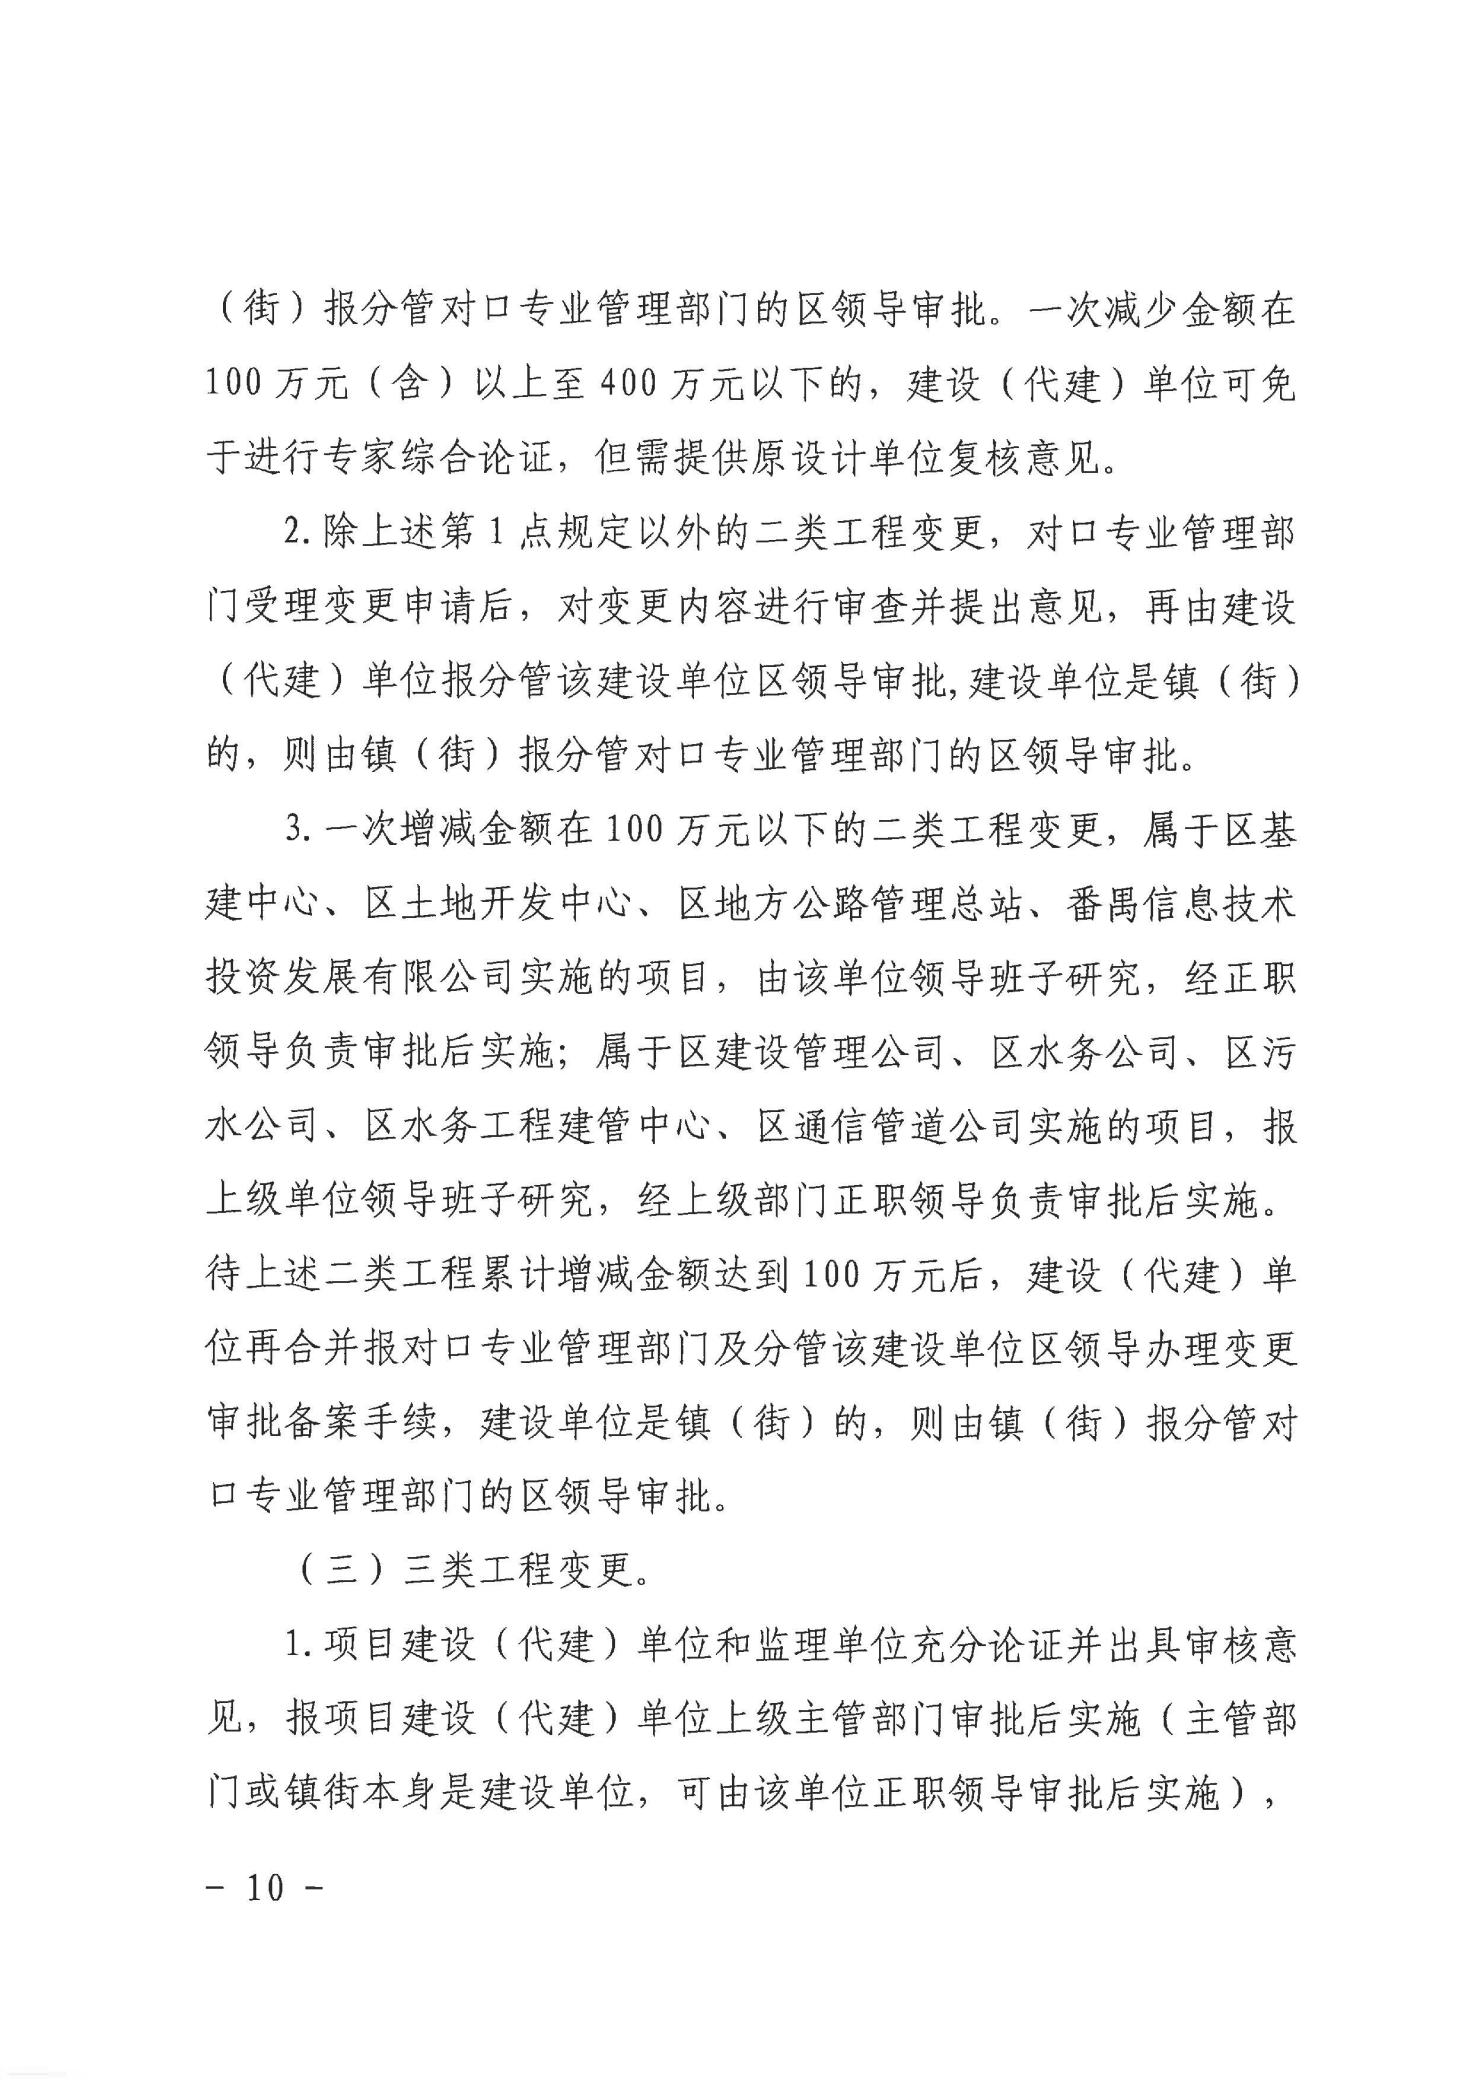 （街）报分管对口专业管理部门的区领导审批。一次减少金额在
100万元（含）以上至400万元以下的，建设（代建）单位可免
于进行专家综合论证，但需提供原设计单位复核意见。
2.除上述第1点规定以外的二类工程变更，对口专业管理部
门受理变更申请后，对变更内容进行审查并提出意见，再由建设
（代建）单位报分管该建设单位区领导审批,建设单位是镇（街）
的，则由镇（街）报分管对口专业管理部门的区领导审批。
3.一次增减金额在100万元以下的二类工程变更，属于区基
建中心、区土地开发中心、区地方公路管理总站、番禺信息技术
投资发展有限公司实施的项目，由该单位领导班子研究，经正职
领导负责审批后实施；属于区建设管理公司、区水务公司、区污
水公司、区水务工程建管中心、区通信管道公司实施的项目，报
上级单位领导班子研究，经上级部门正职领导负责审批后实施。
待上述二类工程累计增减金额达到100万元后，建设（代建）单
位再合并报对口专业管理部门及分管该建设单位区领导办理变更
审批备案手续，建设单位是镇（街）的，则由镇（街）报分管对
口专业管理部门的区领导审批。
（三）三类工程变更。
1.项目建设（代建）单位和监理单位充分论证并出具审核意
见，报项目建设（代建）单位上级主管部门审批后实施（主管部
门或镇街本身是建设单位，可由该单位正职领导审批后实施），
- 10 -